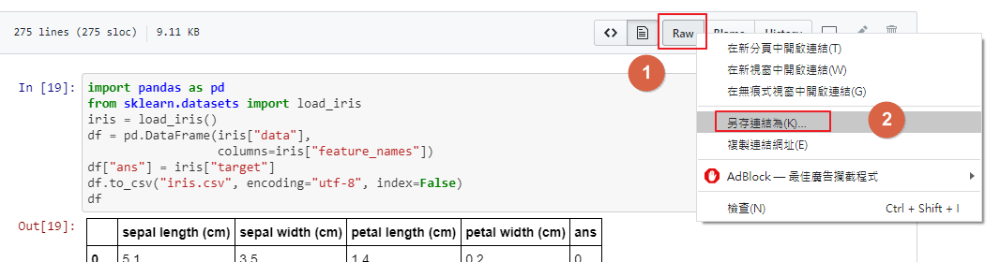 275 lines (275 sloc) 9.11 KB
Raw Blame History
1
在新分頁中開啟連結(T)
在新視窗中開啟連結(W)
在無痕式視窗中開啟連結(G)
另存連結為(K)...
2
複製連結網址(E)
AdBlock — 最佳廣告攔截程式
檢查(N) Ctrl + Shift + I
In [19]:
import pandas as pd
from sklearn.datasets import load_iris
iris = load_iris()
df = pd.DataFrame(iris["data"],
columns=iris["feature_names"])
df["ans"] = iris["target"]
df.to_csv("iris.csv", encoding="utf-8", index=False)
df
Out[19]:
sepal length (cm) sepal width (cm) petal length (cm) petal width (cm) ans
0 5.1 3.5 1.4 0.2 0